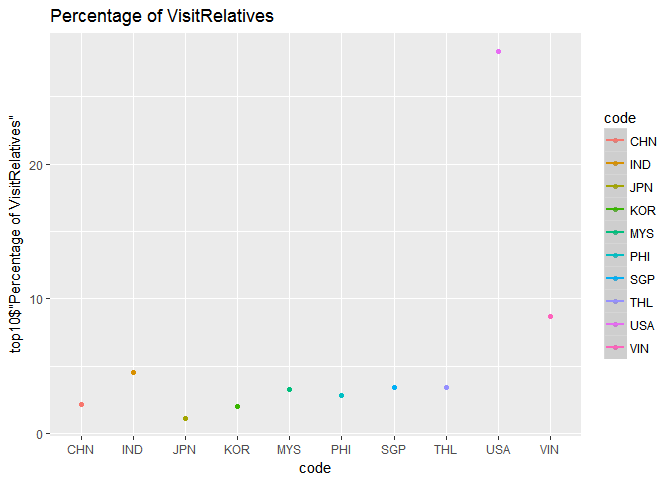 Percentage of VisitRelatives
top10$"Percentage of VisitRelatives"
20
10
0
CHN IND JPN KOR MYS PHI SGP THL USA VIN
code
code
CHN
IND
JPN
KOR
MYS
PHI
SGP
THL
USA
VIN